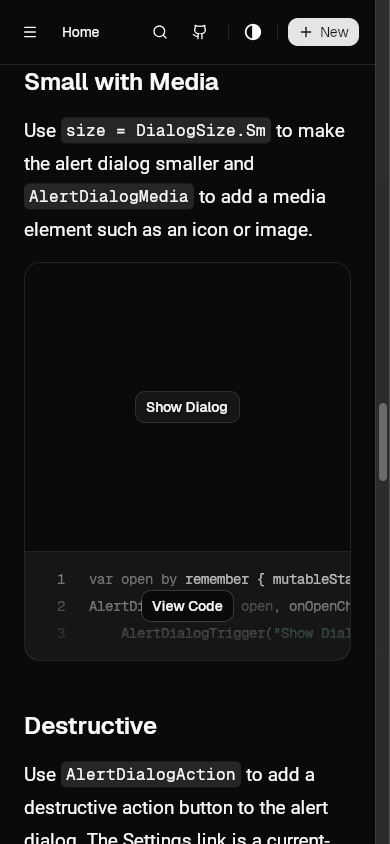 Home
New
Small with Media
Use size = DialogSize.Sm to make
the alert dialog smaller and
AlertDialogMedia to add a media
element such as an icon or image.
Show Dialog
1 var open by remember { mutableSta
2 AlertDi open, onOpenCh
View Code
3 AlertDialogTrigger("Show Dial
Destructive
Use AlertDialogAction to add a
destructive action button to the alert
dialog. The Settings link is a current-